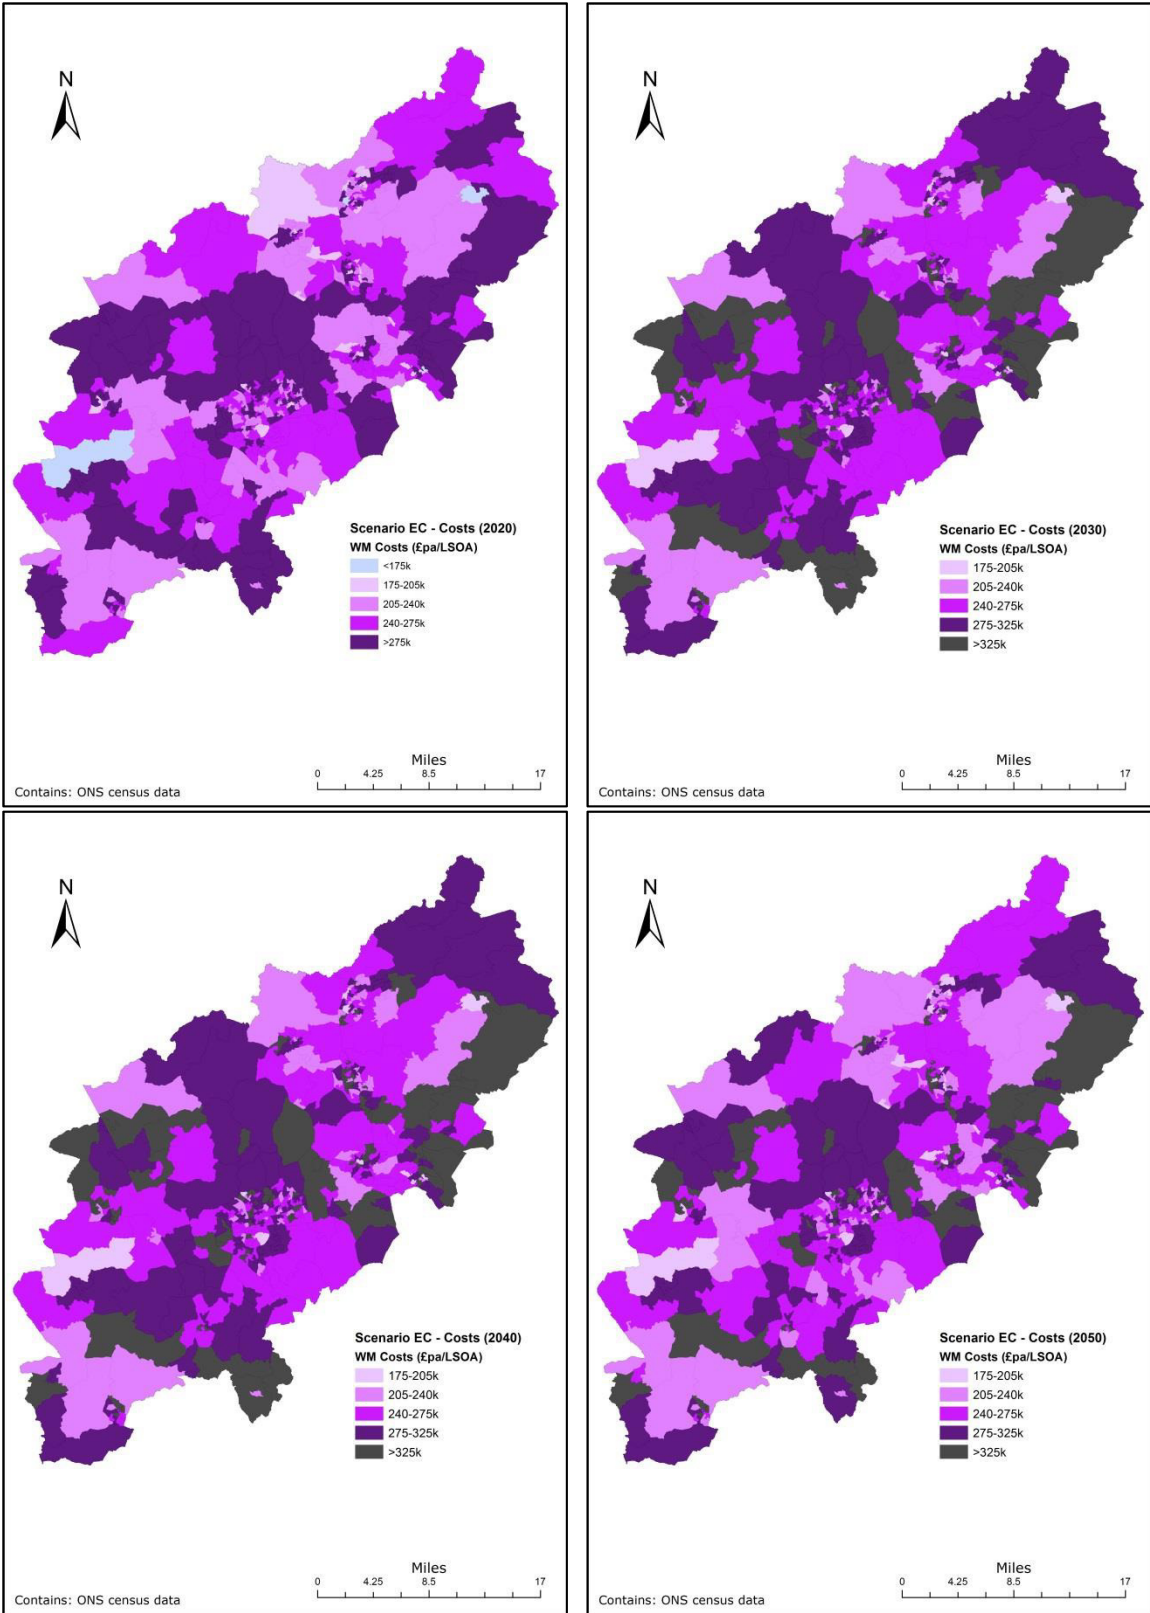 N
Scenario EC - Costs (2020)
WM Costs (£pa/LSOA)
<175k
175-205k
205-240k
240-275k
>275k
Miles
0 4.25 8.5 17
Contains: ONS census data
N
Scenario EC - Costs (2030)
WM Costs (£pa/LSOA)
175-205k
205-240k
240-275k
275-325k
>325k
Miles
0 4.25 8.5 17
Contains: ONS census data
N
Scenario EC - Costs (2040)
WM Costs (£pa/LSOA)
175-205k
205-240k
240-275k
275-325k
>325k
Miles
0 4.25 8.5 17
Contains: ONS census data
N
Scenario EC - Costs (2050)
WM Costs (£pa/LSOA)
175-205k
205-240k
240-275k
275-325k
>325k
Miles
0 4.25 8.5 17
Contains: ONS census data